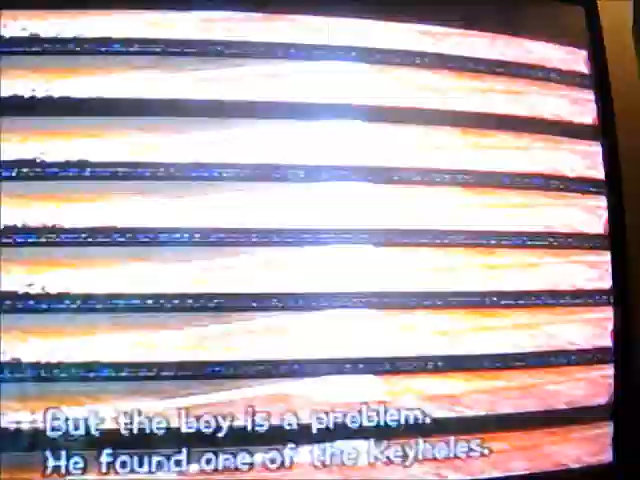 But the boy is a problem.
He found one of the Keyholes.